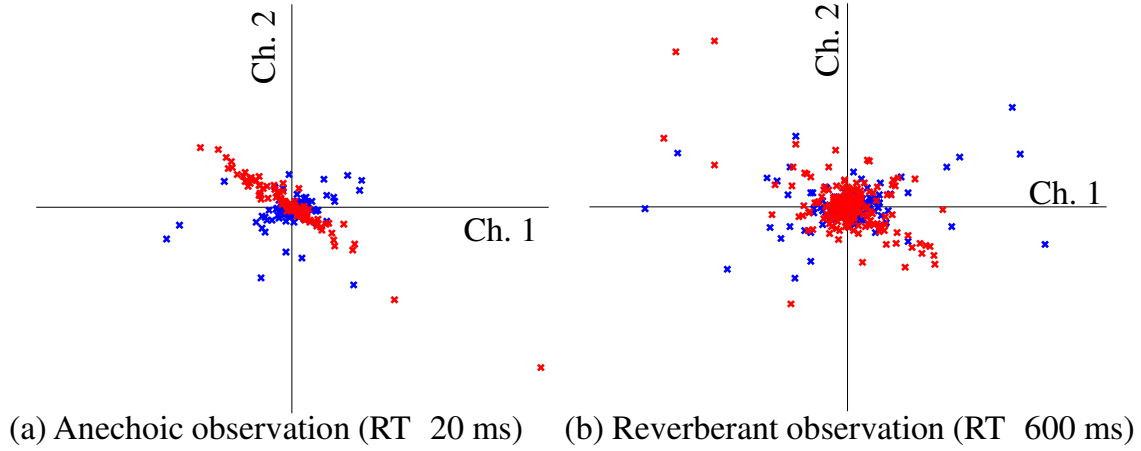 Ch. 2
Ch. 1
(a) Anechoic observation (RT 20 ms)
Ch. 2
Ch. 1
(b) Reverberant observation (RT 600 ms)